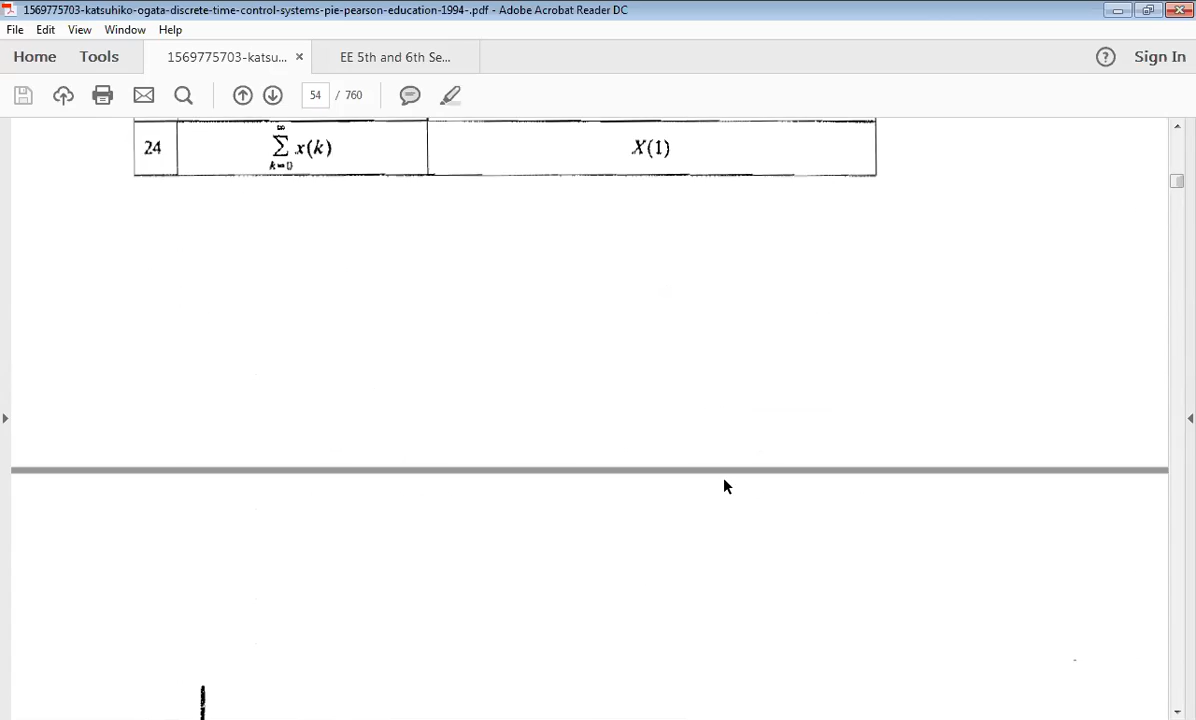 1569775703-katsuhiko-ogata-discrete-time-control-systems-pie-pearson-education-1994-.pdf - Adobe Acrobat Reader DC
File Edit View Window Help
Home Tools 1569775703-katsu... × EE 5th and 6th Se... ? Sign In
54 / 760
24 ∞ ∑ k=0 x(k) X(1)